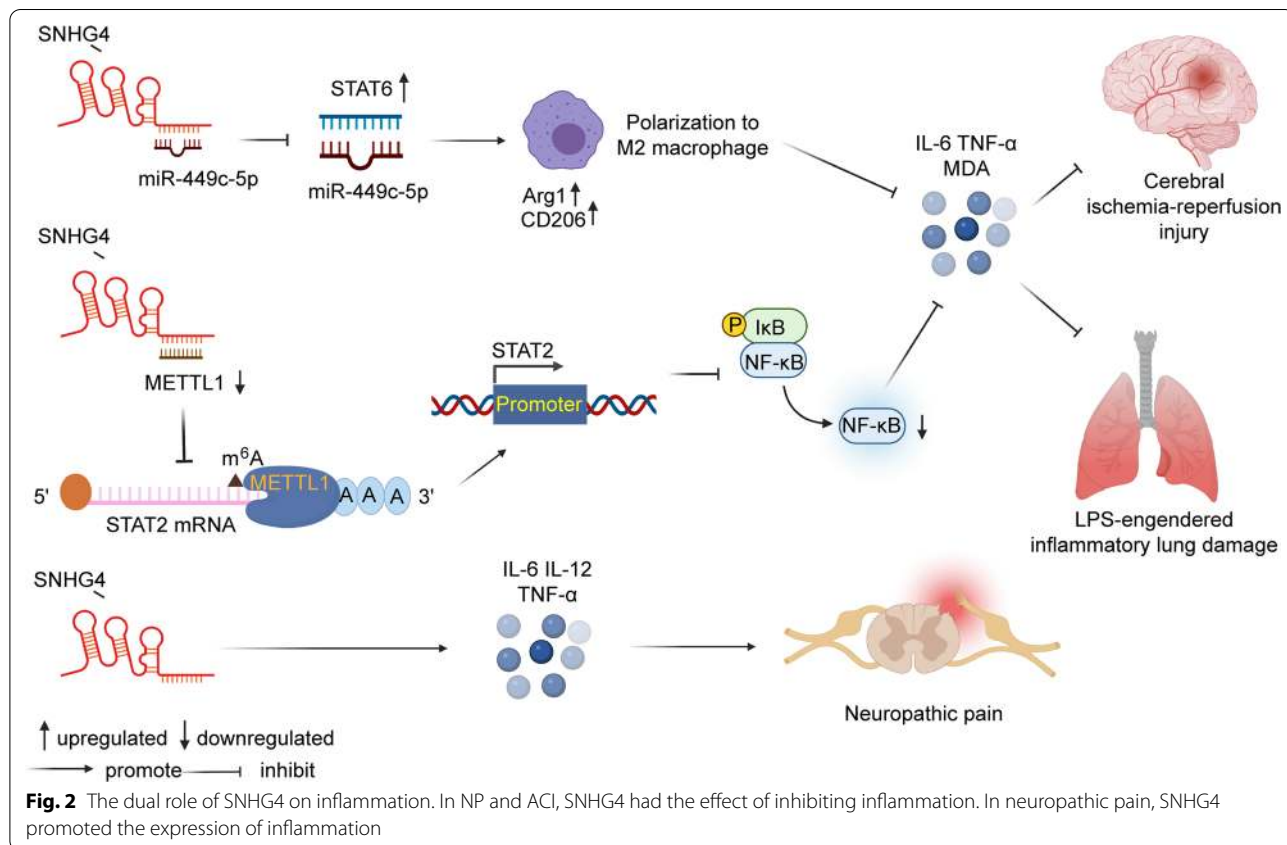 SNHG4
miR-449c-5p
STAT6
miR-449c-5p
Arg1
CD206
Polarization to
M2 macrophage
IL-6 TNF-α
MDA
Cerebral
ischemia-reperfusion
injury
SNHG4
METTL1
m⁶A
METTL1
5'
A A A
3'
STAT2 mRNA
STAT2
Promoter
P
IκB
NF-κB
NF-κB
LPS-engendered
inflammatory lung damage
SNHG4
IL-6 IL-12
TNF-α
Neuropathic pain
upregulated downregulated
promote inhibit
Fig. 2 The dual role of SNHG4 on inflammation. In NP and ACI, SNHG4 had the effect of inhibiting inflammation. In neuropathic pain, SNHG4
promoted the expression of inflammation